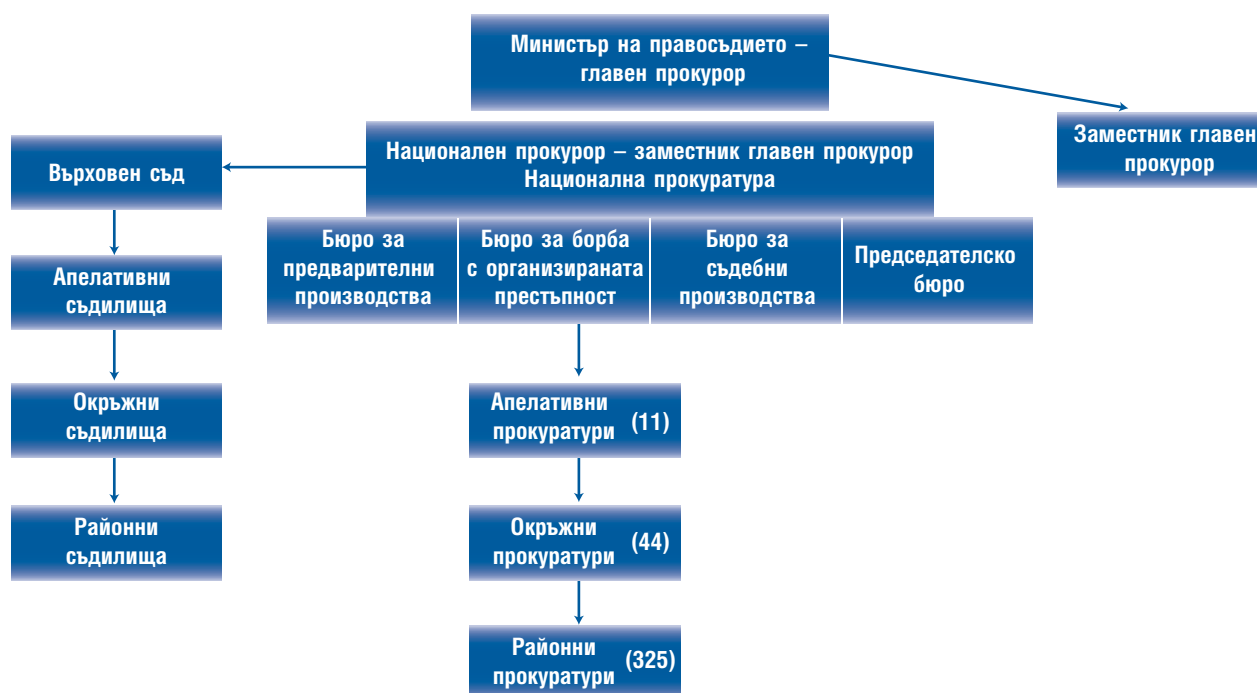 Министър на правосъдието –
главен прокурор
Заместник главен
прокурор
Национален прокурор – заместник главен прокурор
Национална прокуратура
Върховен съд
Бюро за
предварителни
производства
Бюро за борба
с организираната
престъпност
Бюро за
съдебни
производства
Председателско
бюро
Апелативни
съдилища
Окръжни
съдилища
Районни
съдилища
Апелативни
прокуратури (11)
Окръжни
прокуратури (44)
Районни
прокуратури (325)